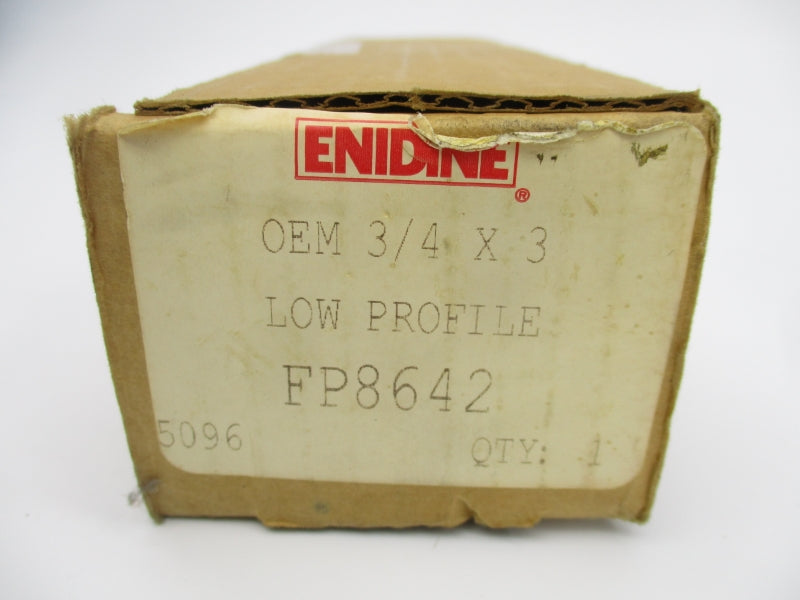 ENIDINE
®
OEM 3/4 X 3
LOW PROFILE
FP8642
5096 QTY: 1